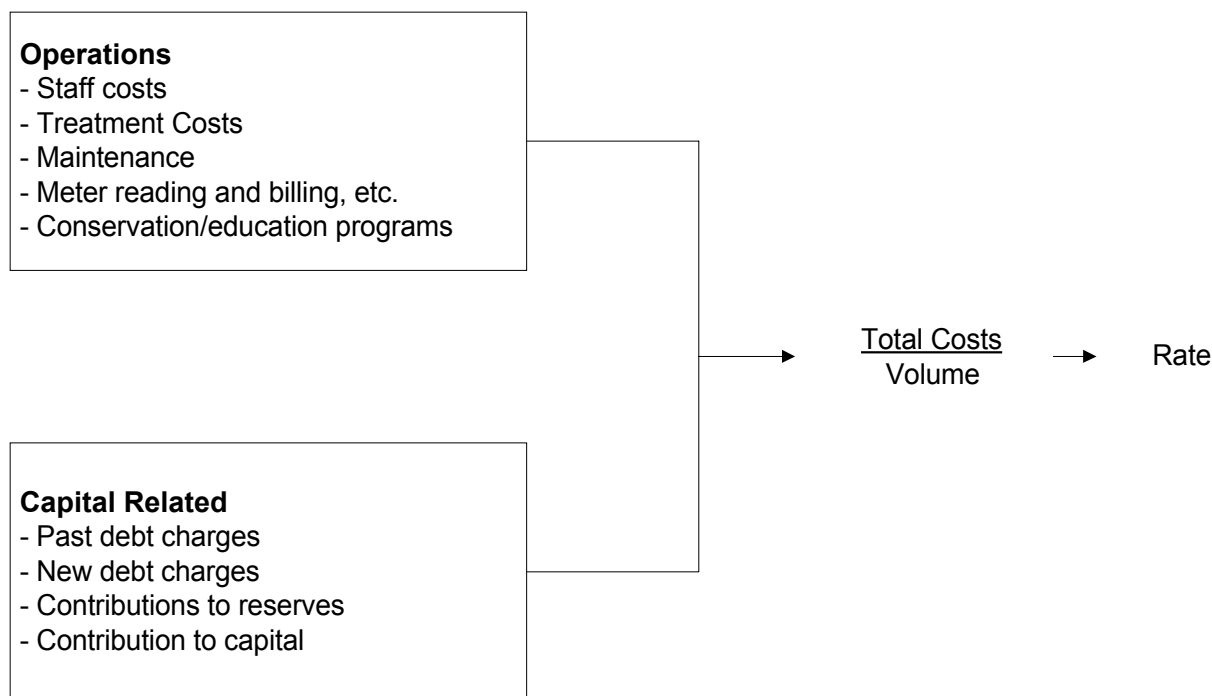 Operations
- Staff costs
- Treatment Costs
- Maintenance
- Meter reading and billing, etc.
- Conservation/education programs
Total Costs
Volume
Rate
Capital Related
- Past debt charges
- New debt charges
- Contributions to reserves
- Contribution to capital